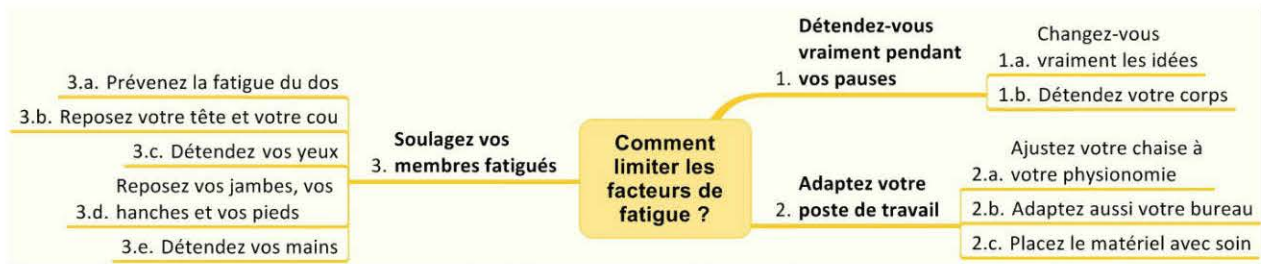 Comment
limiter les
facteurs de
fatigue ?
Détendez-vous
vraiment pendant
1. vos pauses
Changez-vous
1.a. vraiment les idées
1.b. Détendez votre corps
Adaptez votre
2. poste de travail
Ajustez votre chaise à
2.a. votre physionomie
2.b. Adaptez aussi votre bureau
2.c. Placez le matériel avec soin
Soulagez vos
3. membres fatigués
3.a. Prévenez la fatigue du dos
3.b. Reposez votre tête et votre cou
3.c. Détendez vos yeux
Reposez vos jambes, vos
3.d. hanches et vos pieds
3.e. Détendez vos mains